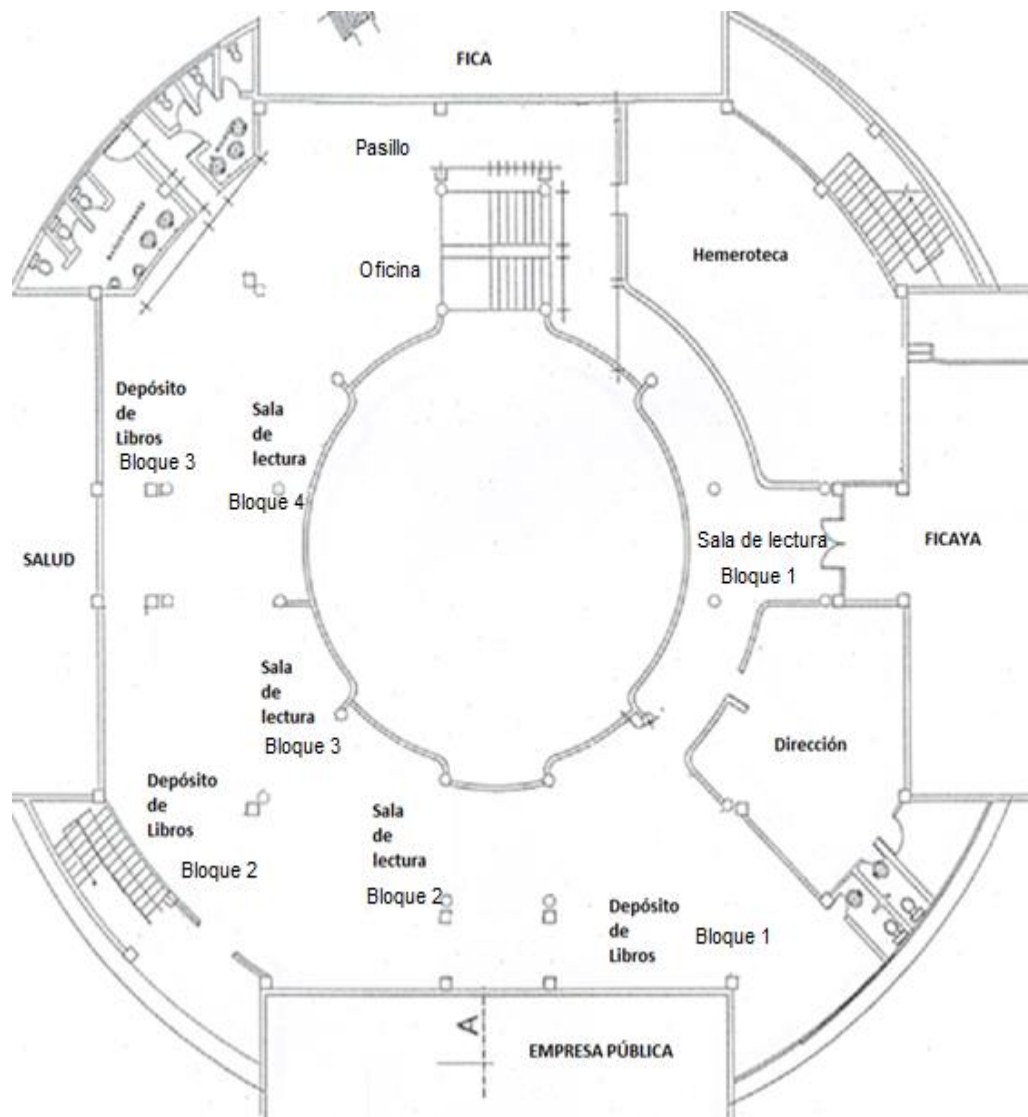 FICA
Pasillo
Oficina
Hemeroteca
Depósito
de
Libros
Bloque 3
Sala
de
lectura
Bloque 4
SALUD
Sala de lectura
Bloque 1
FICAYA
Sala
de
lectura
Bloque 3
Dirección
Depósito
de
Libros
Bloque 2
Sala
de
lectura
Bloque 2
Depósito
de
Libros
Bloque 1
A
EMPRESA PÚBLICA